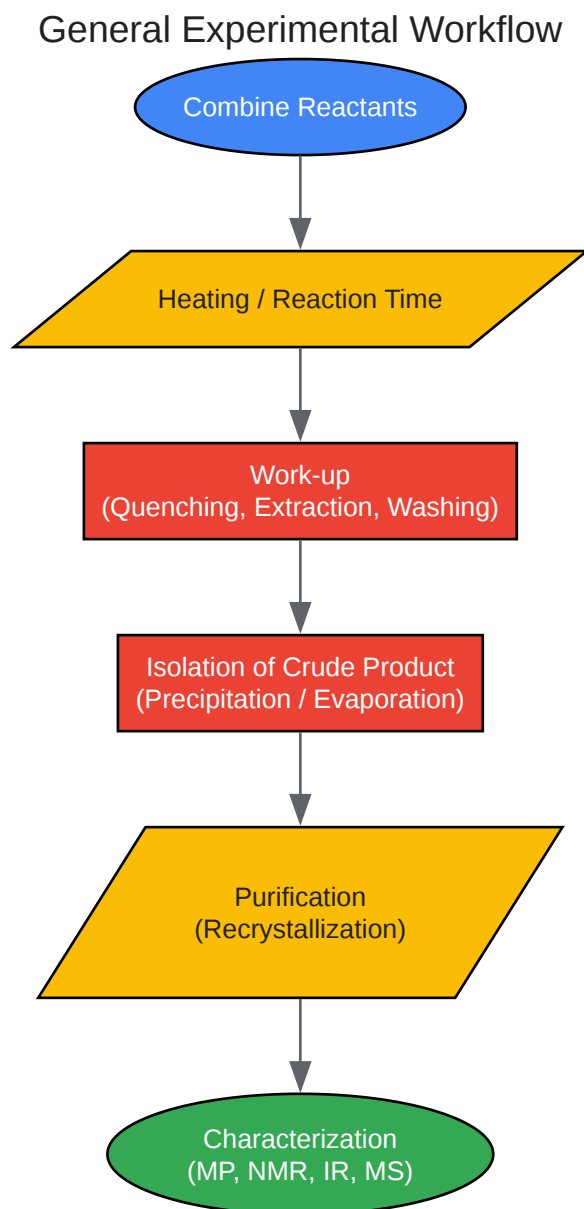 General Experimental Workflow
Combine Reactants
Heating / Reaction Time
Work-up
(Quenching, Extraction, Washing)
Isolation of Crude Product
(Precipitation / Evaporation)
Purification
(Recrystallization)
Characterization
(MP, NMR, IR, MS)